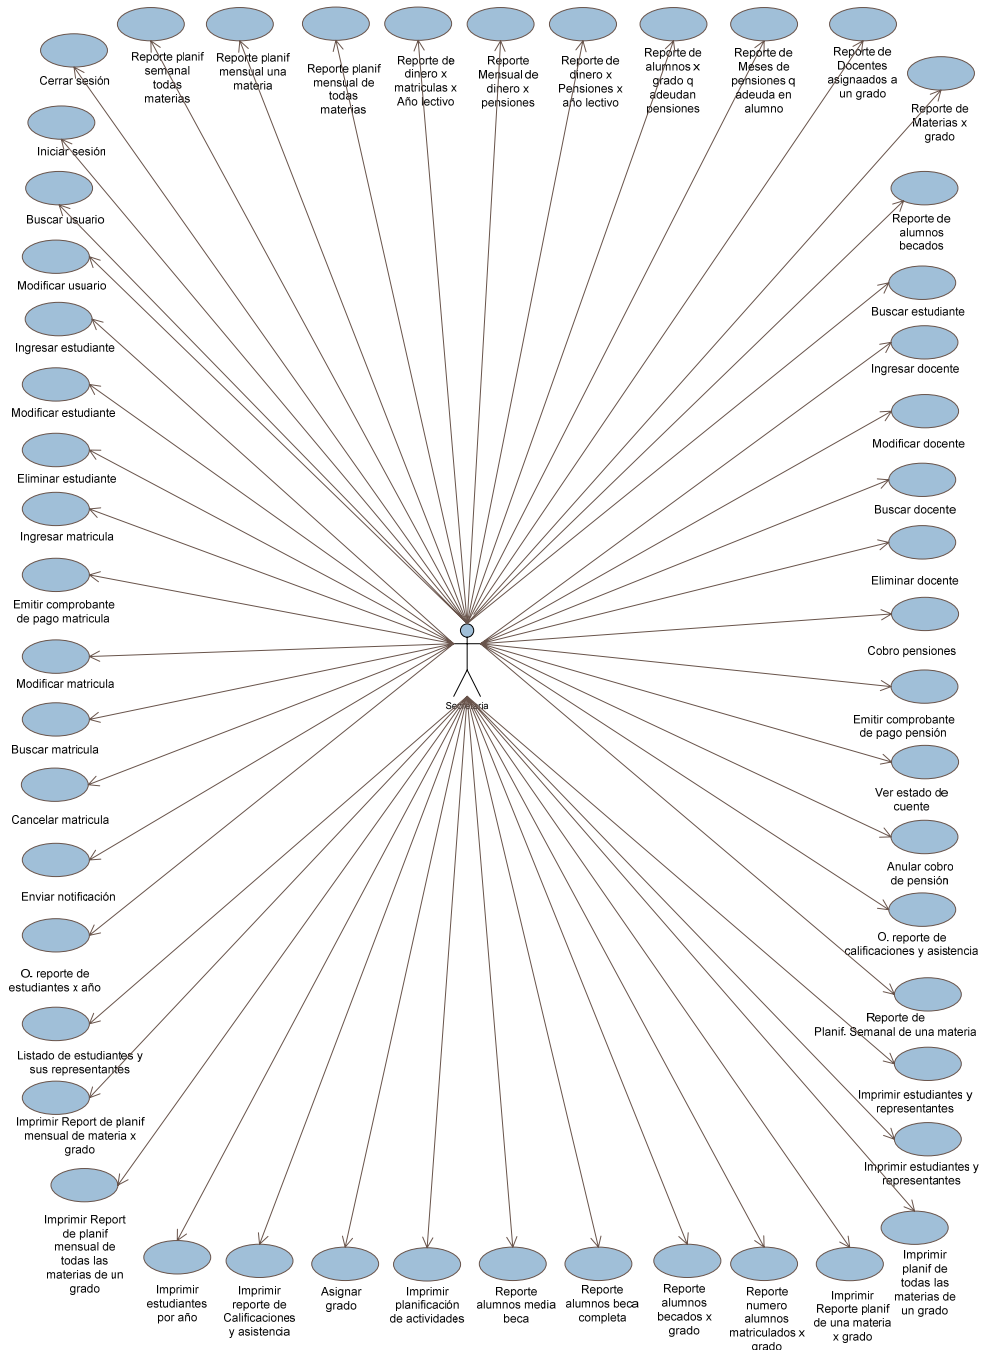 Cerrar sesión
Reporte planif
semanal
todas
materias
Reporte planif
mensual una
materia
Reporte planif
mensual de
todas
materias
Reporte de
dinero x
matriculas x
Año lectivo
Reporte
Mensual de
dinero x
pensiones
Reporte de
dinero x
Pensiones x
año lectivo
Reporte de
alumnos x
grado q
adeudan
pensiones
Reporte de
Meses de
pensiones q
adeuda en
alumno
Reporte de
Docentes
asignaados a
un grado
Reporte de
Materias x
grado
Iniciar sesión
Buscar usuario
Modificar usuario
Ingresar estudiante
Modificar estudiante
Eliminar estudiante
Ingresar matricula
Emitir comprobante
de pago matricula
Modificar matricula
Buscar matricula
Cancelar matricula
Enviar notificación
O. reporte de
estudiantes x año
Listado de estudiantes y
sus representantes
Imprimir Report de planif
mensual de materia x
grado
Imprimir Report
de planif
mensual de
todas las
materias de un
grado
Secretaria
Reporte de
alumnos
becados
Buscar estudiante
Ingresar docente
Modificar docente
Buscar docente
Eliminar docente
Cobro pensiones
Emitir comprobante
de pago pensión
Ver estado de
cuente
Anular cobro
de pensión
O. reporte de
calificaciones y asistencia
Reporte de
Planif. Semanal de una materia
Imprimir estudiantes y
representantes
Imprimir estudiantes y
representantes
Imprimir
planif de
todas las
materias de
un grado
Imprimir
estudiantes
por año
Imprimir
reporte de
Calificaciones
y asistencia
Asignar
grado
Imprimir
planificación
de actividades
Reporte
alumnos media
beca
Reporte
alumnos beca
completa
Reporte
alumnos
becados x
grado
Reporte
numero
alumnos
matriculados x
grado
Imprimir
Reporte planif
de una materia
x grado